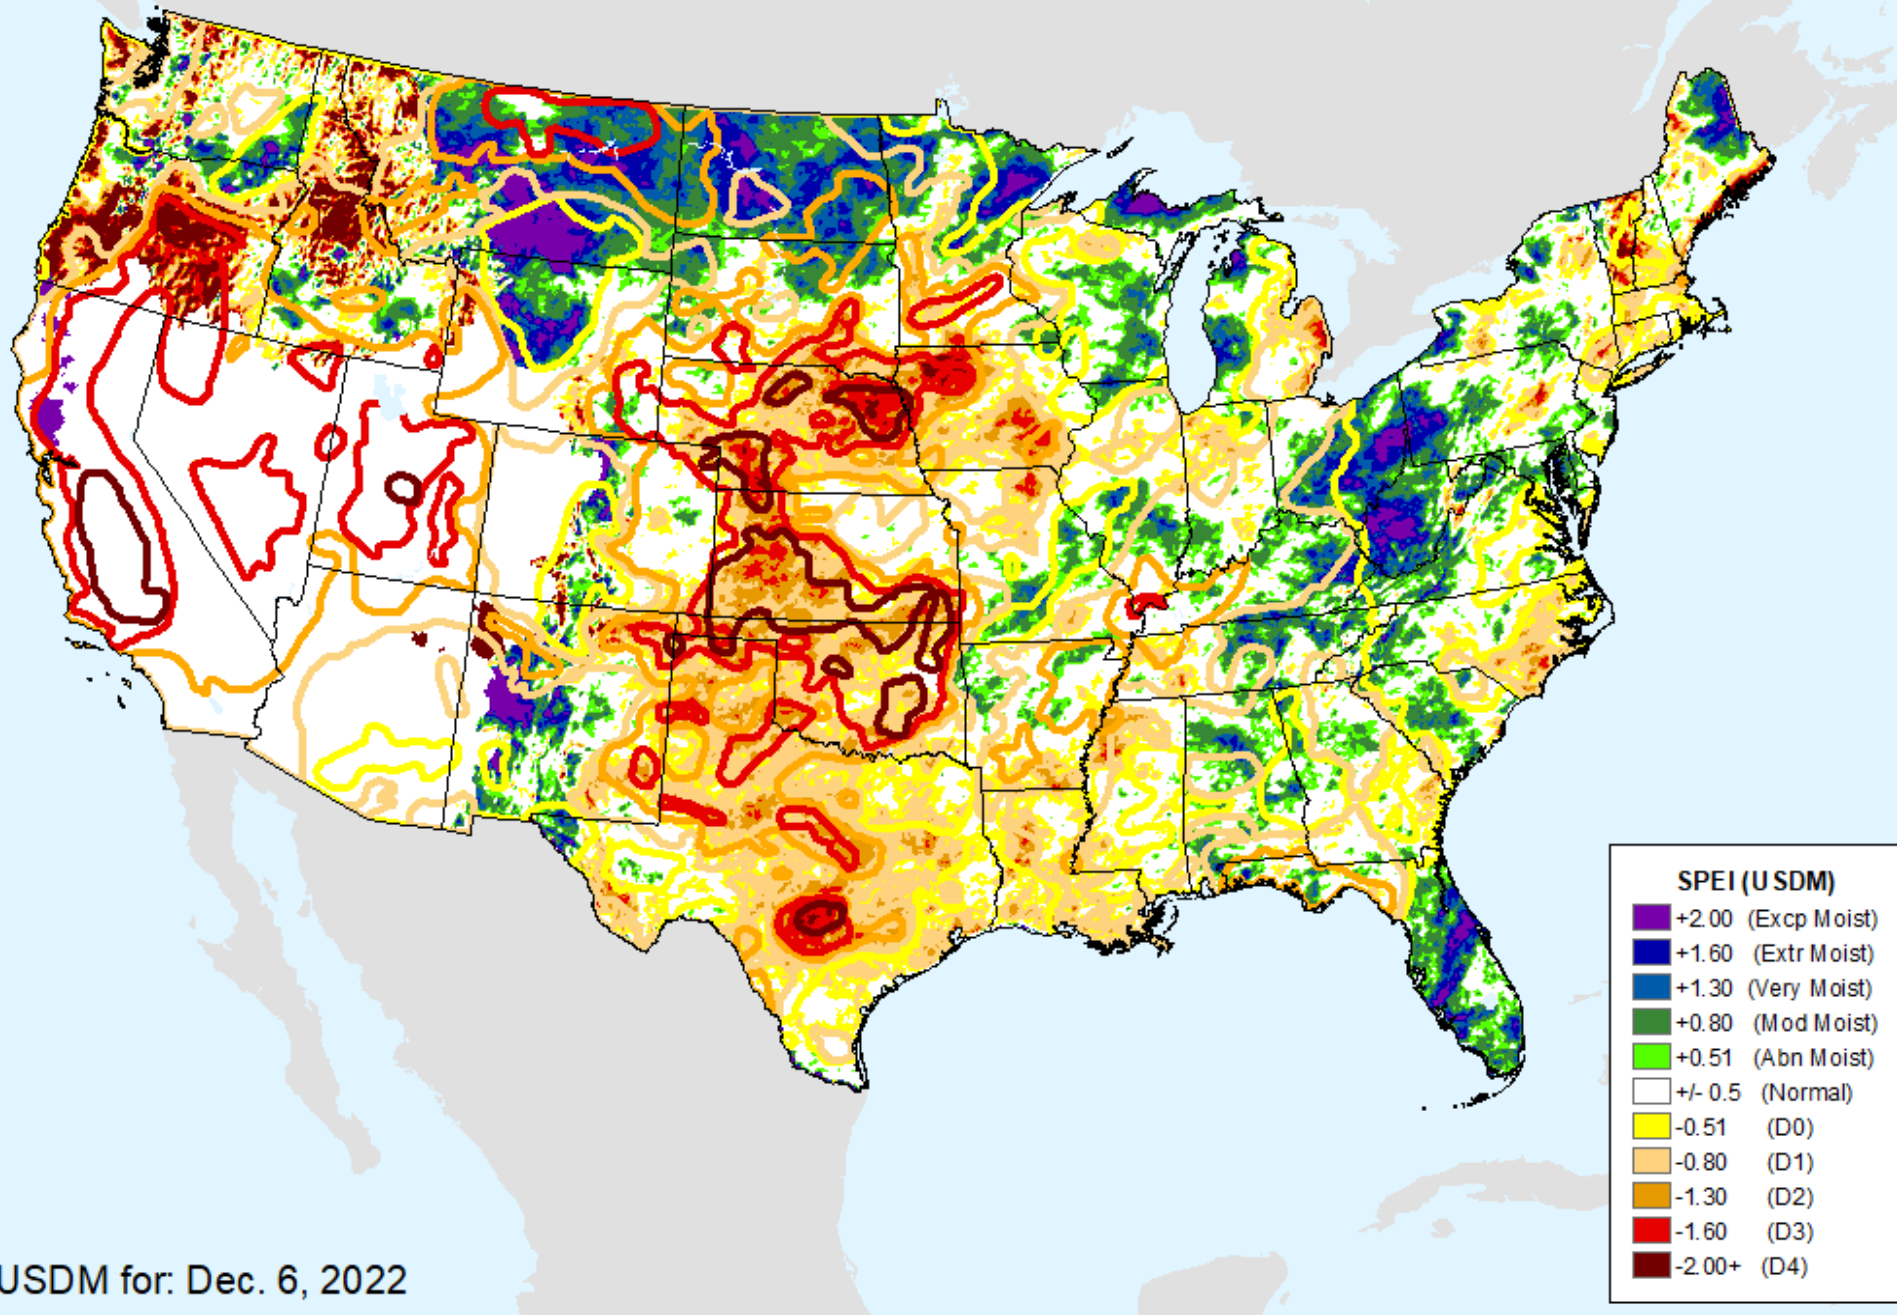 SPEI (USDM)
+2.00 (Excp Moist)
+1.60 (Extr Moist)
+1.30 (Very Moist)
+0.80 (Mod Moist)
+0.51 (Abn Moist)
+/- 0.5 (Normal)
-0.51 (D0)
-0.80 (D1)
-1.30 (D2)
-1.60 (D3)
-2.00+ (D4)
USDM for: Dec. 6, 2022